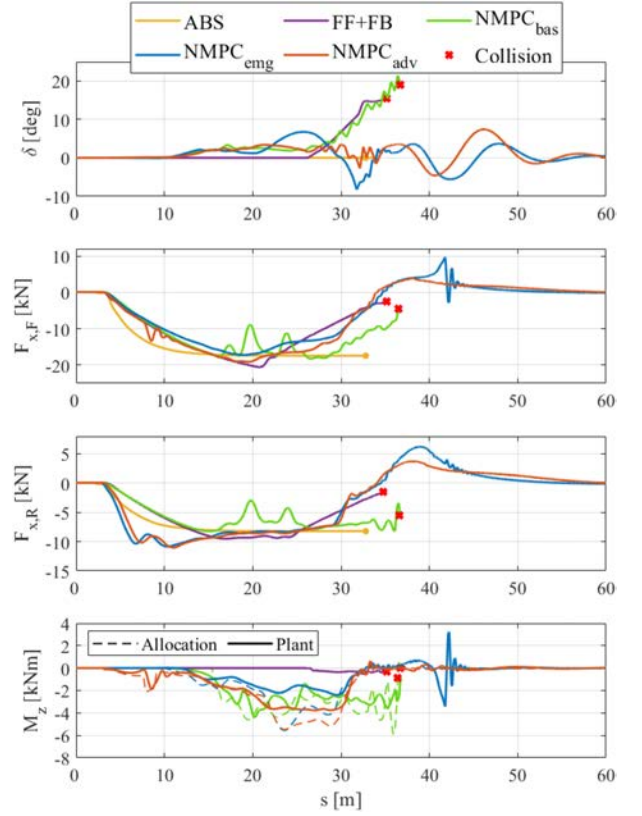 ABS FF+FB NMPC_bas
NMPC_emg NMPC_adv Collision
20
10
0
-10
δ [deg]
0 10 20 30 40 50 60
10
0
-10
-20
F_x,F [kN]
0 10 20 30 40 50 60
5
0
-5
-10
-15
F_x,R [kN]
0 10 20 30 40 50 60
Allocation Plant
4
2
0
-2
-4
-6
-8
M_z [kNm]
0 10 20 30 40 50 60
s [m]